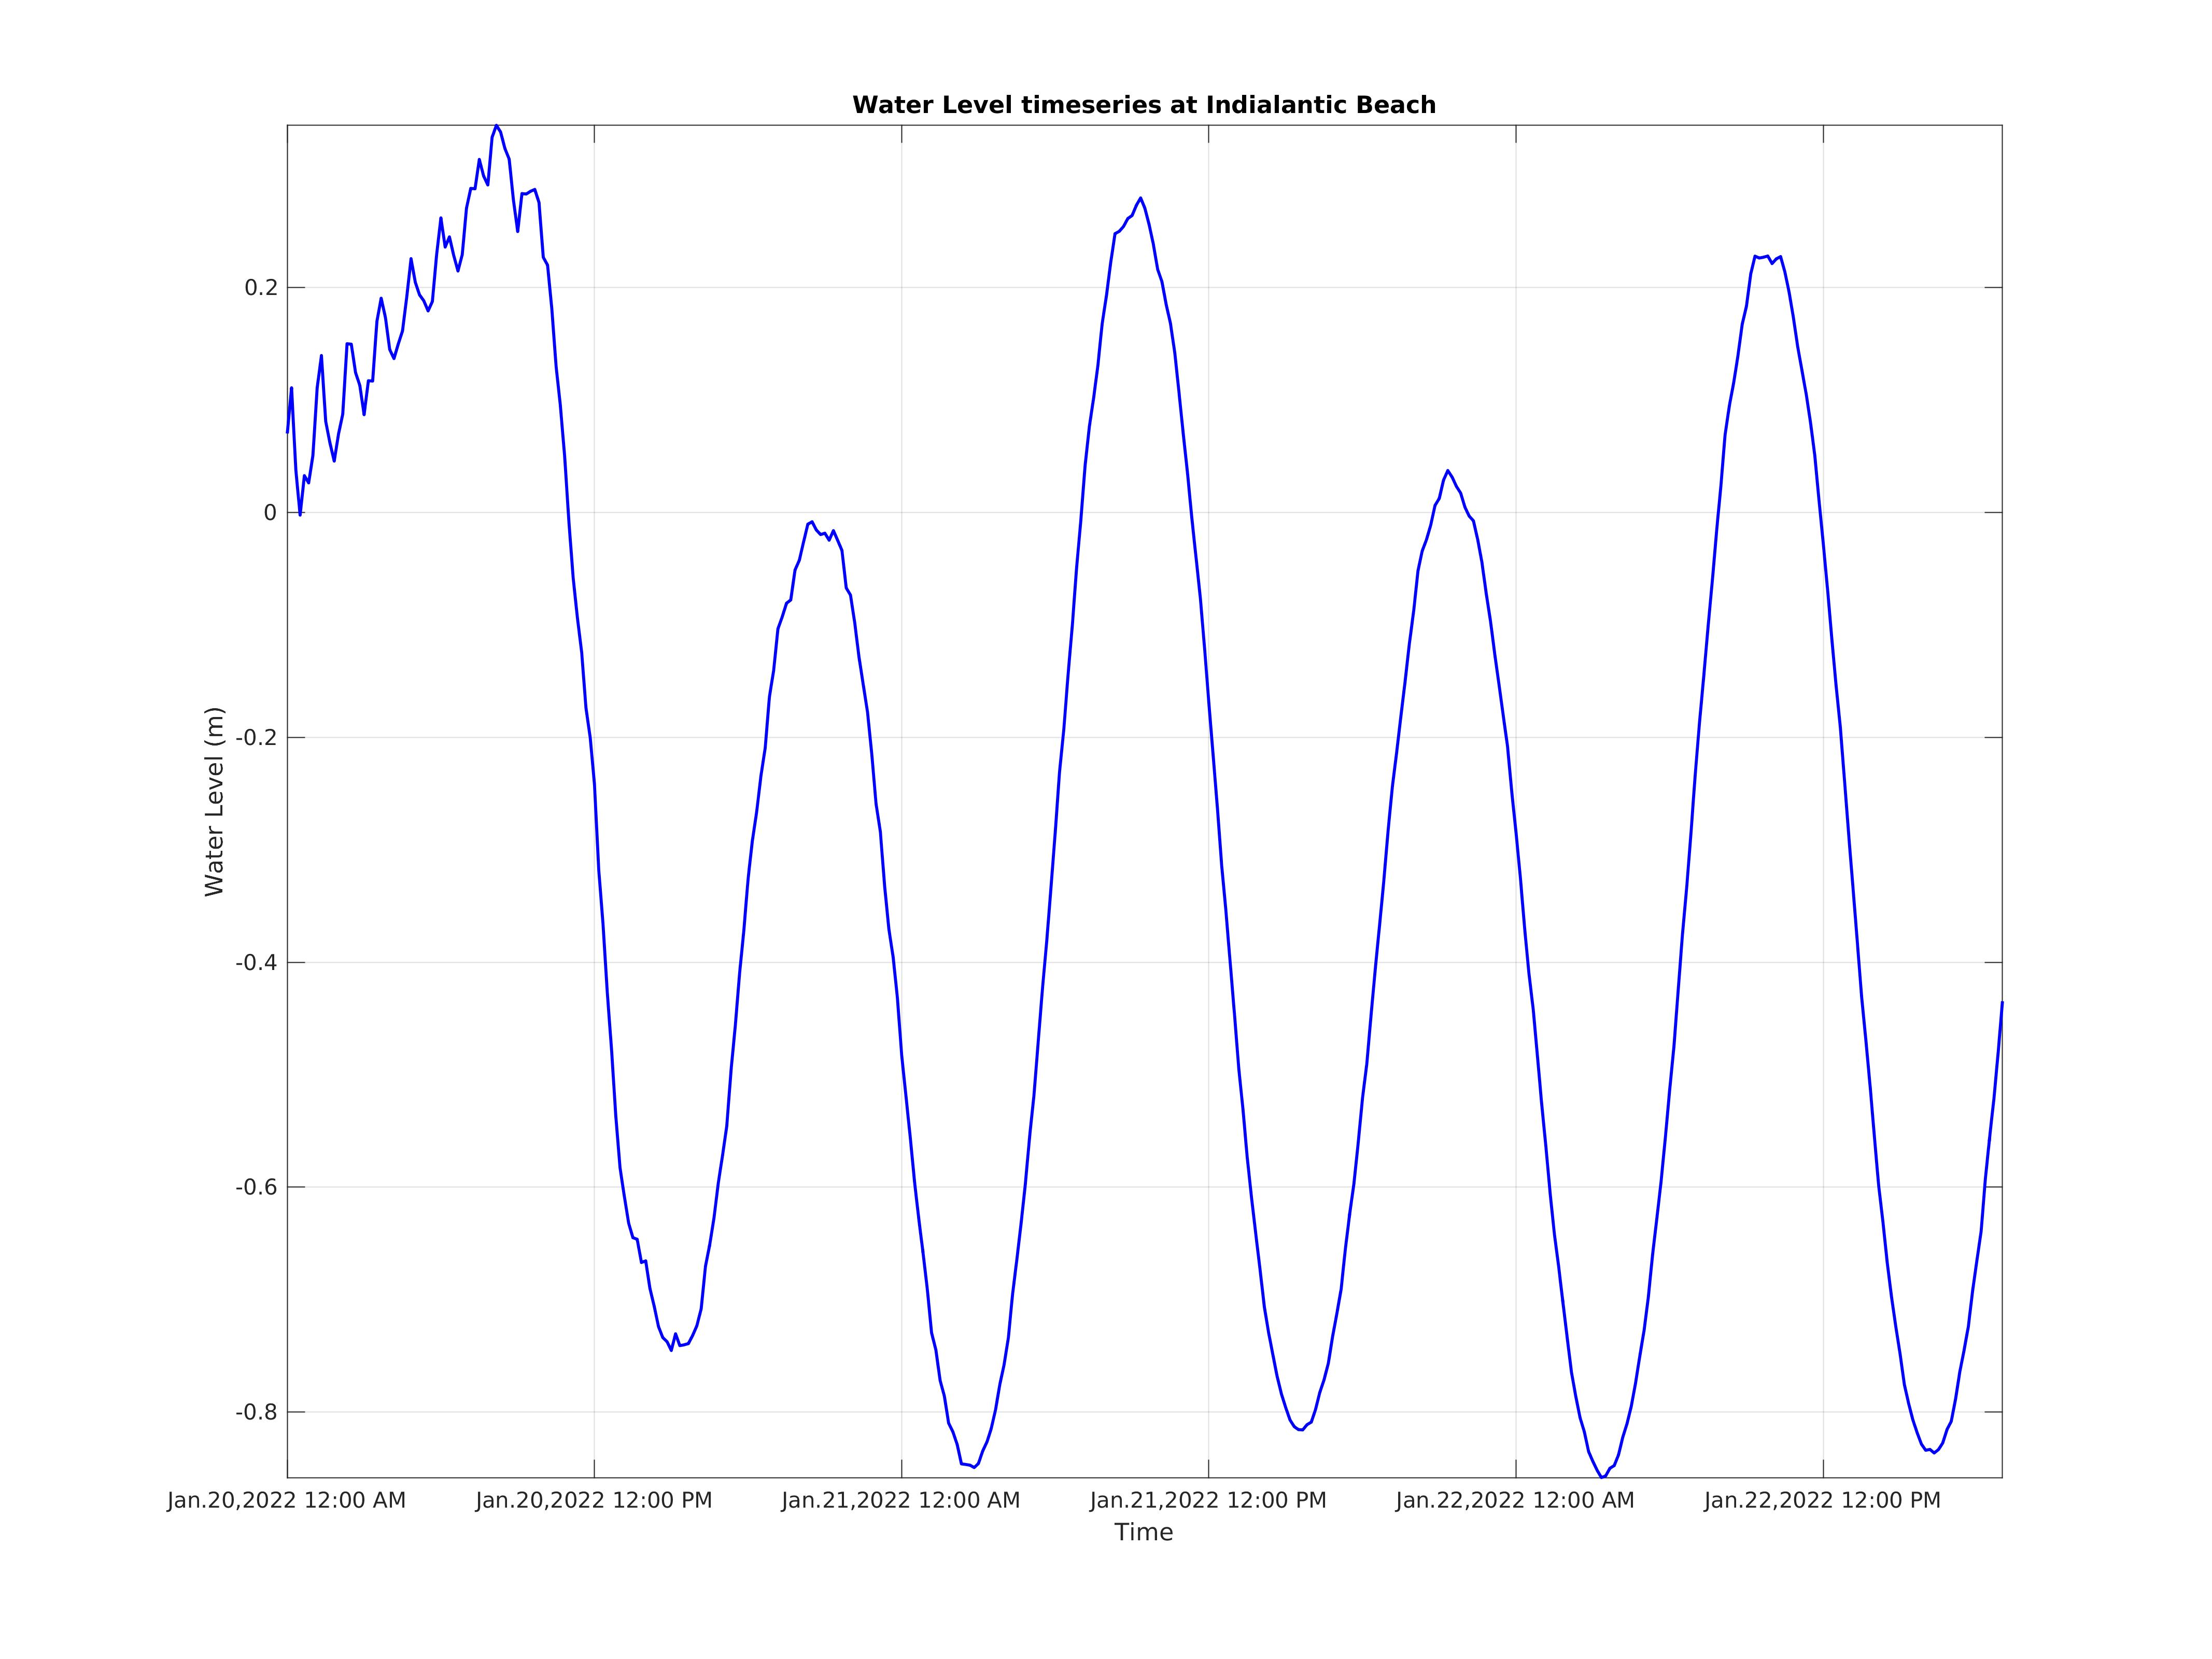 Water Level timeseries at Indialantic Beach
0.2
0
-0.2
-0.4
-0.6
-0.8
Water Level (m)
Jan.20,2022 12:00 AM
Jan.20,2022 12:00 PM
Jan.21,2022 12:00 AM
Jan.21,2022 12:00 PM
Jan.22,2022 12:00 AM
Jan.22,2022 12:00 PM
Time